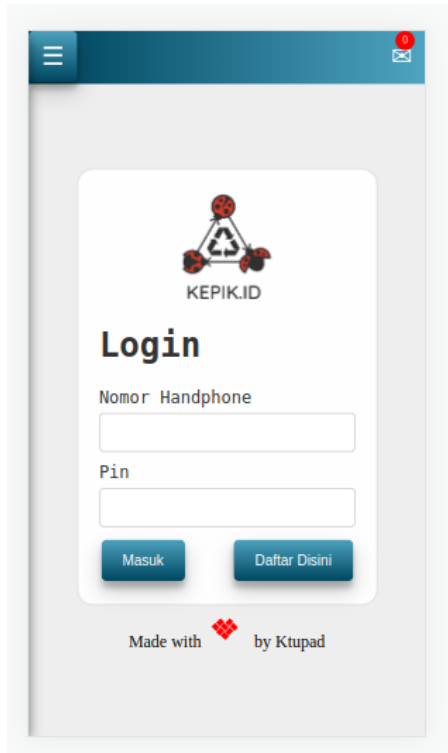 0
KEPIK.ID
Login
Nomor Handphone
Pin
Masuk Daftar Disini
Made with by Ktupad